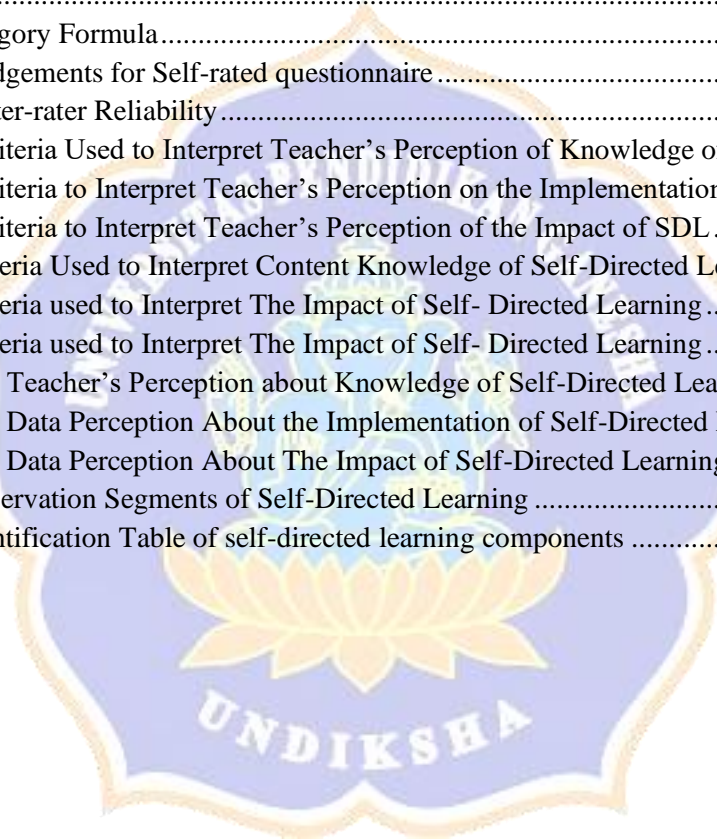 gory Formula
dgements for Self-rated questionnaire
ter-rater Reliability
iteria Used to Interpret Teacher's Perception of Knowledge o
iteria to Interpret Teacher's Perception on the Implementation
iteria to Interpret Teacher's Perception of the Impact of SDL
eria Used to Interpret Content Knowledge of Self-Directed Le
eria used to Interpret The Impact of Self- Directed Learning
eria used to Interpret The Impact of Self- Directed Learning
Teacher's Perception about Knowledge of Self-Directed Lea
Data Perception About the Implementation of Self-Directed
Data Perception About The Impact of Self-Directed Learning
servation Segments of Self-Directed Learning
ntification Table of self-directed learning components
UNIVERSITAS PENDIDIKAN GANESHA
UNDIKSHA